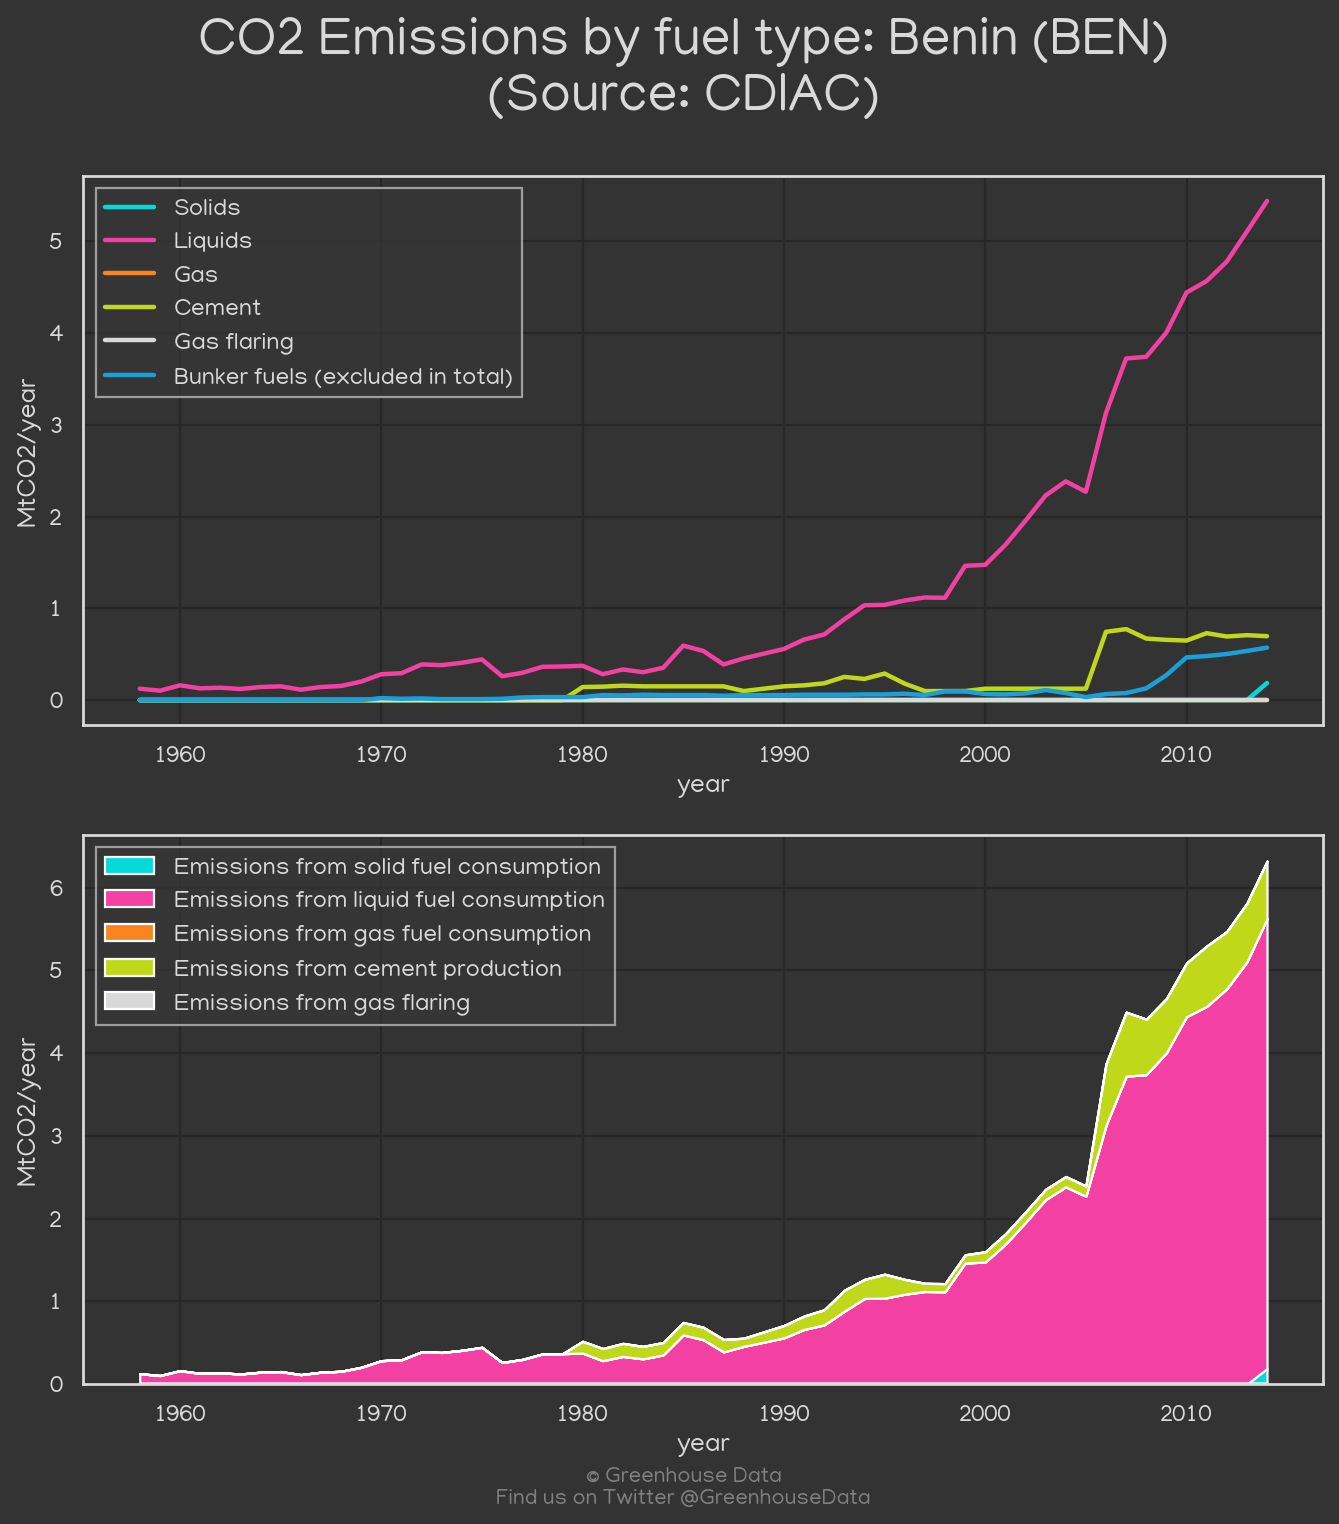 CO2 Emissions by fuel type: Benin (BEN)
(Source: CDIAC)
Solids
Liquids
Gas
Cement
Gas flaring
Bunker fuels (excluded in total)
5
4
3
2
1
0
MtCO2/year
1960 1970 1980 1990 2000 2010
year
Emissions from solid fuel consumption
Emissions from liquid fuel consumption
Emissions from gas fuel consumption
Emissions from cement production
Emissions from gas flaring
6
5
4
3
2
1
0
MtCO2/year
1960 1970 1980 1990 2000 2010
year
© Greenhouse Data
Find us on Twitter @GreenhouseData